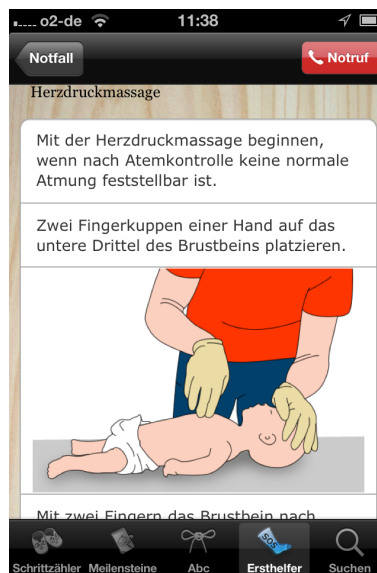 o2-de 11:38
Notfall Notruf
Herzdruckmassage
Mit der Herzdruckmassage beginnen,
wenn nach Atemkontrolle keine normale
Atmung feststellbar ist.
Zwei Fingerkuppen einer Hand auf das
untere Drittel des Brustbeins platzieren.
Mit zwei Fingern das Brustbein nach
SOS
Schrittzähler Meilensteine Abc Ersthelfer Suchen